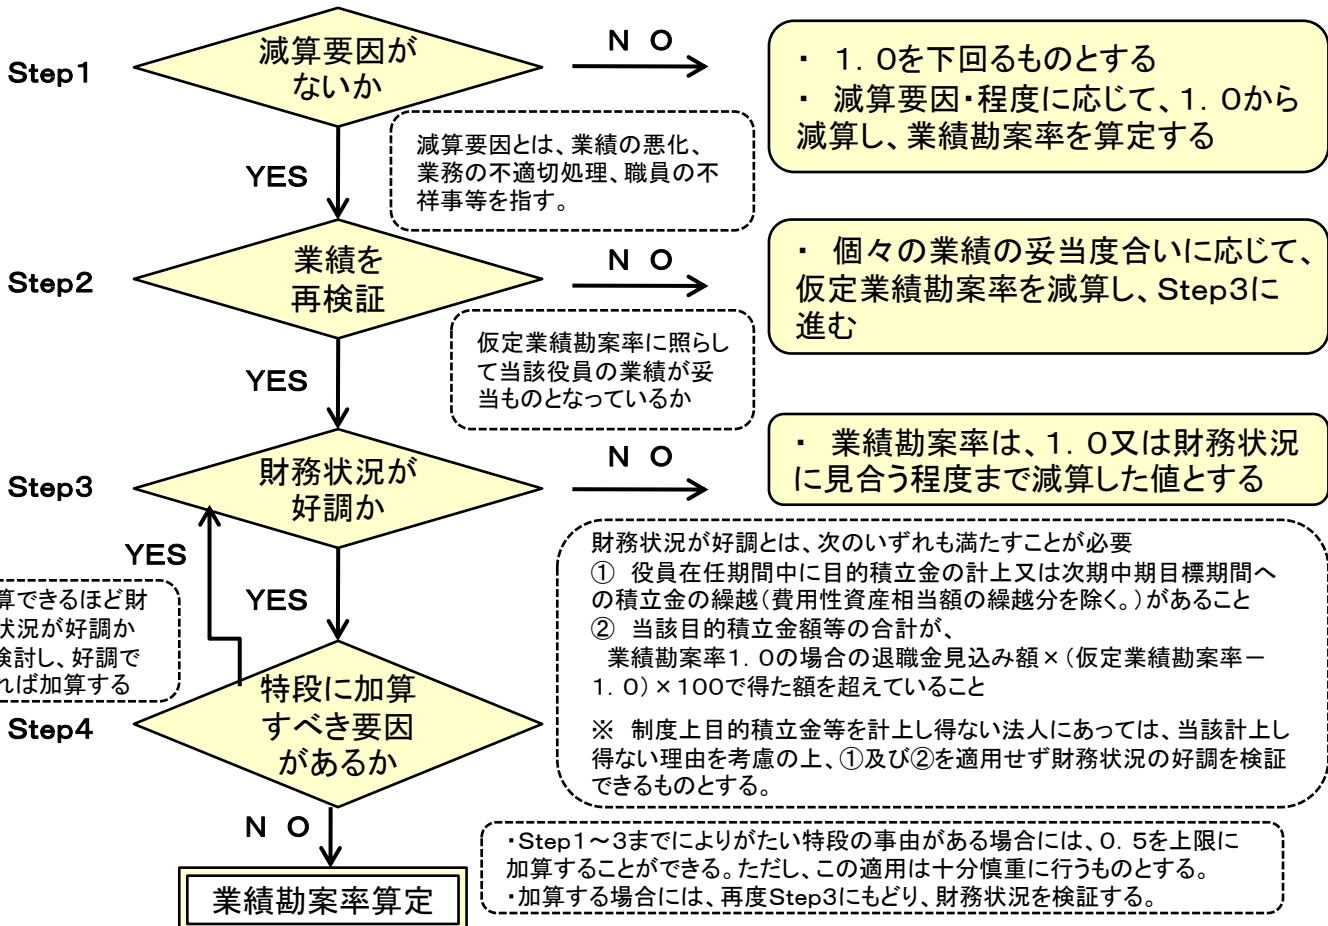 Step1
減算要因が
ないか
ＮＯ
・　１．０を下回るものとする
・　減算要因・程度に応じて、１．０から
減算し、業績勘案率を算定する
YES
減算要因とは、業績の悪化、
業務の不適切処理、職員の不
祥事等を指す。
Step2
業績を
再検証
ＮＯ
・　個々の業績の妥当度合いに応じて、
仮定業績勘案率を減算し、Step3に
進む
YES
仮定業績勘案率に照らし
て当該役員の業績が妥
当ものとなっているか
Step3
財務状況が
好調か
ＮＯ
・　業績勘案率は、１．０又は財務状況
に見合う程度まで減算した値とする
YES
YES
算できるほど財
状況が好調か
検討し、好調で
れば加算する
財務状況が好調とは、次のいずれも満たすことが必要
①　役員在任期間中に目的積立金の計上又は次期中期目標期間へ
の積立金の繰越（費用性資産相当額の繰越分を除く。）があること
②　当該目的積立金額等の合計が、
業績勘案率１．０の場合の退職金見込み額×（仮定業績勘案率－
１．０）×１００で得た額を超えていること
※　制度上目的積立金等を計上し得ない法人にあっては、当該計上し
得ない理由を考慮の上、①及び②を適用せず財務状況の好調を検証
できるものとする。
Step4
特段に加算
すべき要因
があるか
ＮＯ
・Step１～３までによりがたい特段の事由がある場合には、０．５を上限に
加算することができる。ただし、この適用は十分慎重に行うものとする。
・加算する場合には、再度Step３にもどり、財務状況を検証する。
業績勘案率算定